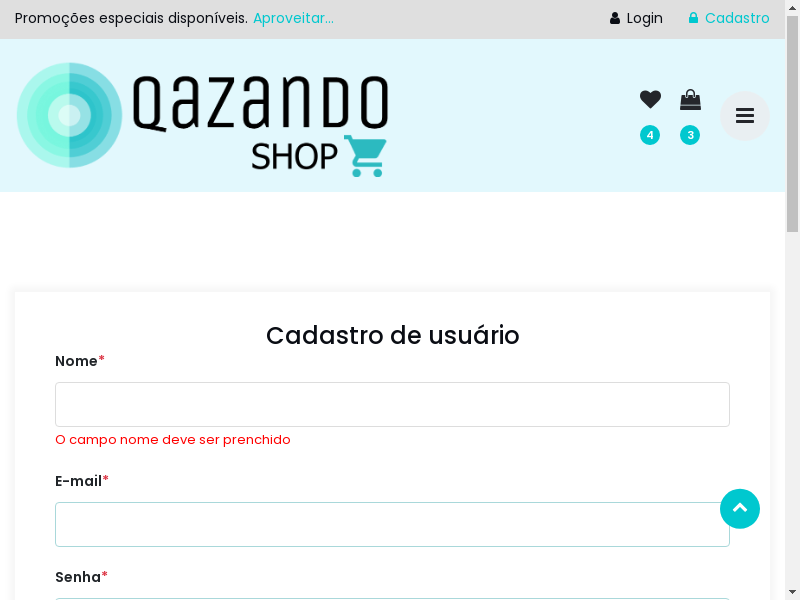 Promoções especiais disponíveis. Aproveitar...
Login
Cadastro
QAZANDO
SHOP
4
3
Cadastro de usuário
Nome*
O campo nome deve ser prenchido
E-mail*
Senha*